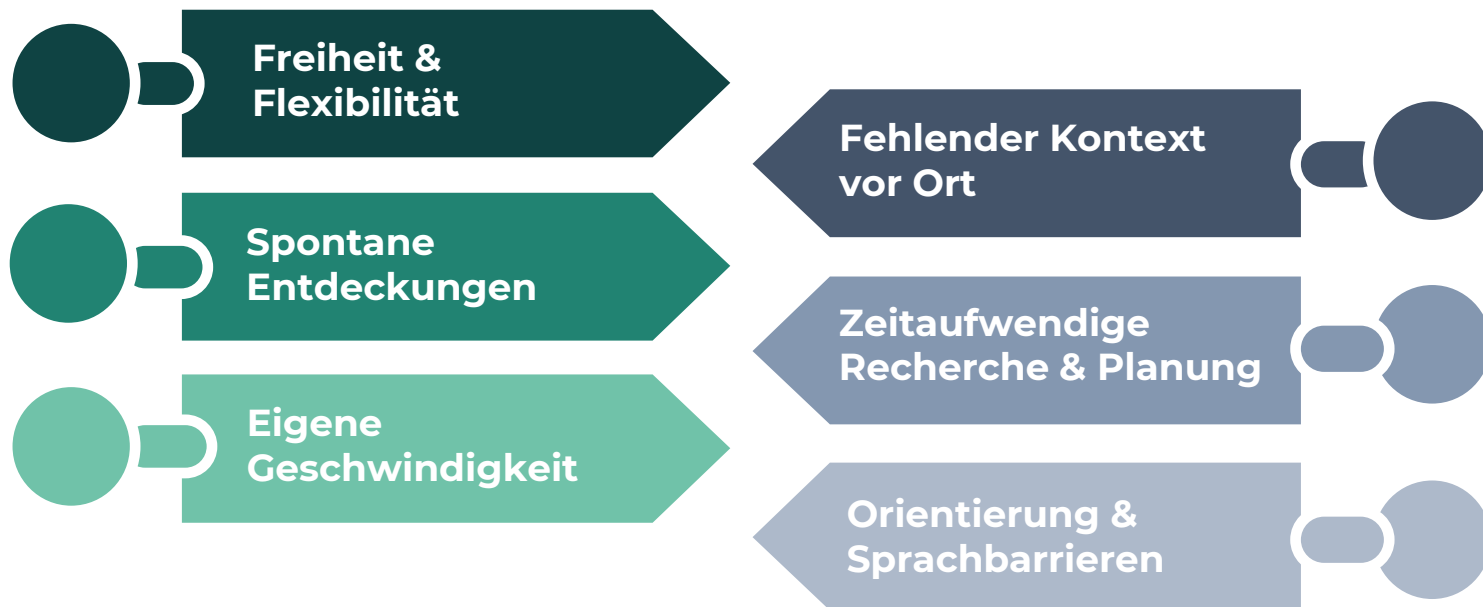 Freiheit &
Flexibilität
Spontane
Entdeckungen
Eigene
Geschwindigkeit
Fehlender Kontext
vor Ort
Zeitaufwendige
Recherche & Planung
Orientierung &
Sprachbarrieren